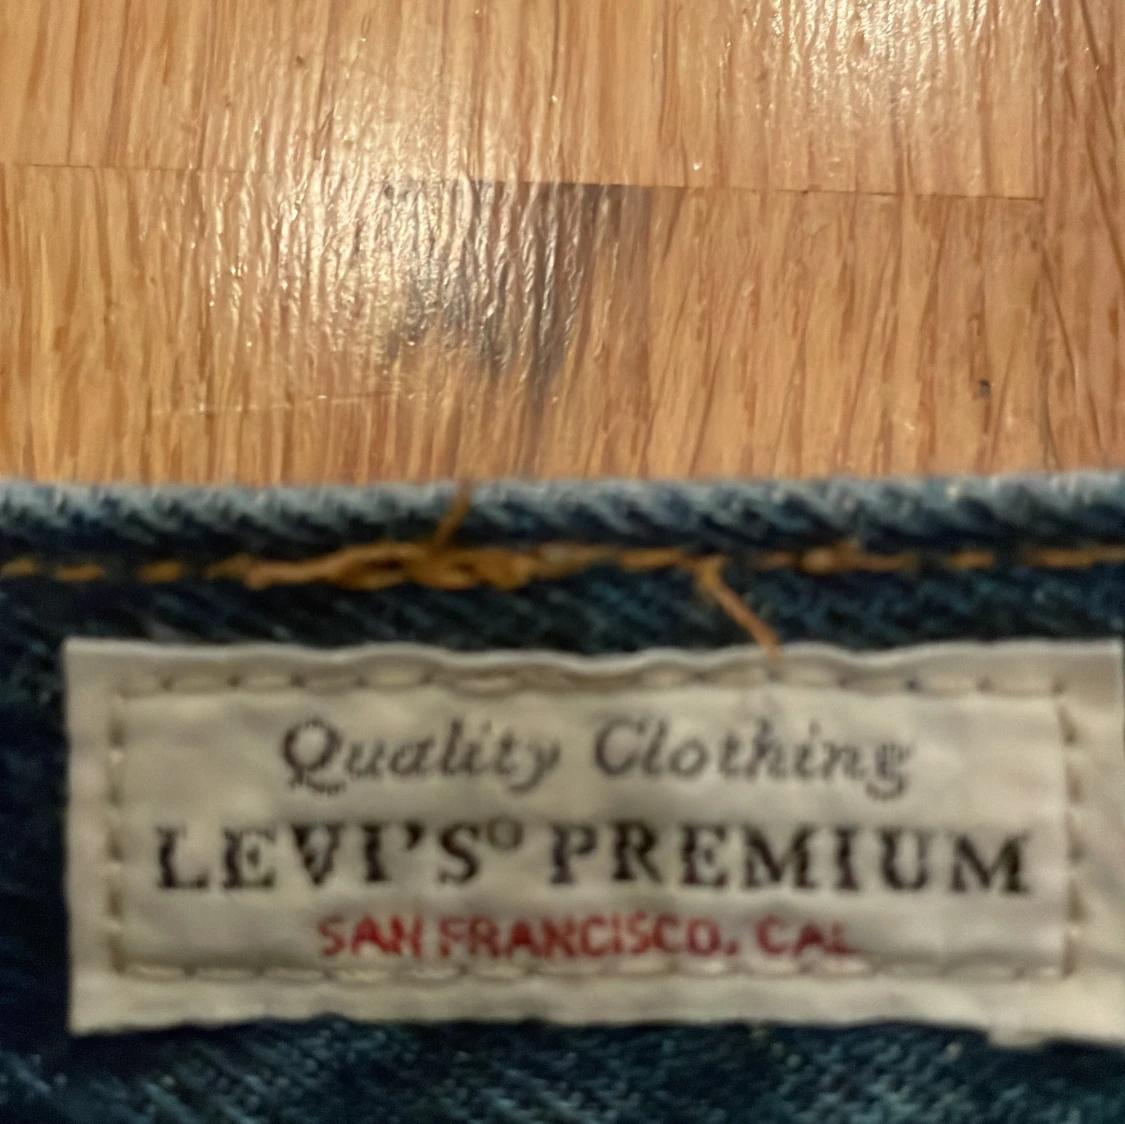 Quality Clothing
LEVI'S® PREMIUM
SAN FRANCISCO, CAL